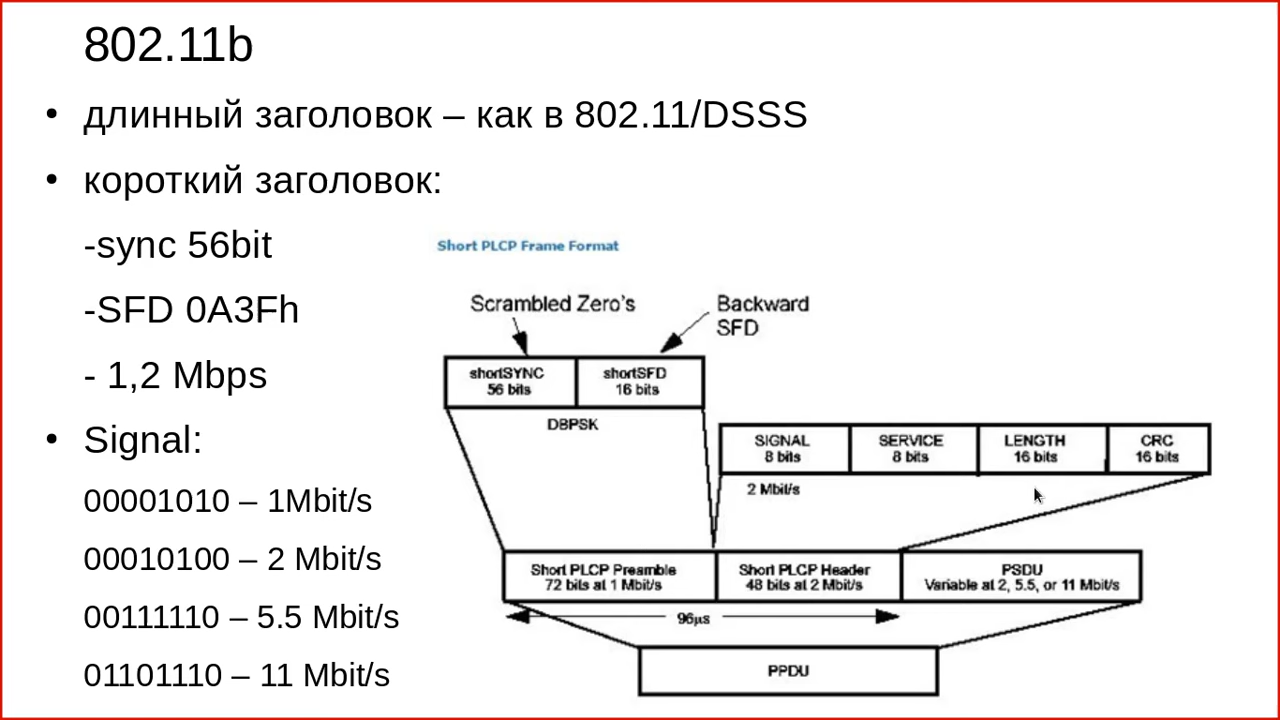 802.11b
• длинный заголовок – как в 802.11/DSSS
• короткий заголовок:
-sync 56bit
-SFD 0A3Fh
- 1,2 Mbps
• Signal:
00001010 – 1Mbit/s
00010100 – 2 Mbit/s
00111110 – 5.5 Mbit/s
01101110 – 11 Mbit/s
Short PLCP Frame Format
Scrambled Zero's
Backward
SFD
shortSYNC
56 bits
shortSFD
16 bits
DBPSK
SIGNAL
8 bits
SERVICE
8 bits
LENGTH
16 bits
CRC
16 bits
2 Mbit/s
Short PLCP Preamble
72 bits at 1 Mbit/s
Short PLCP Header
48 bits at 2 Mbit/s
PSDU
Variable at 2, 5.5, or 11 Mbit/s
96µs
PPDU